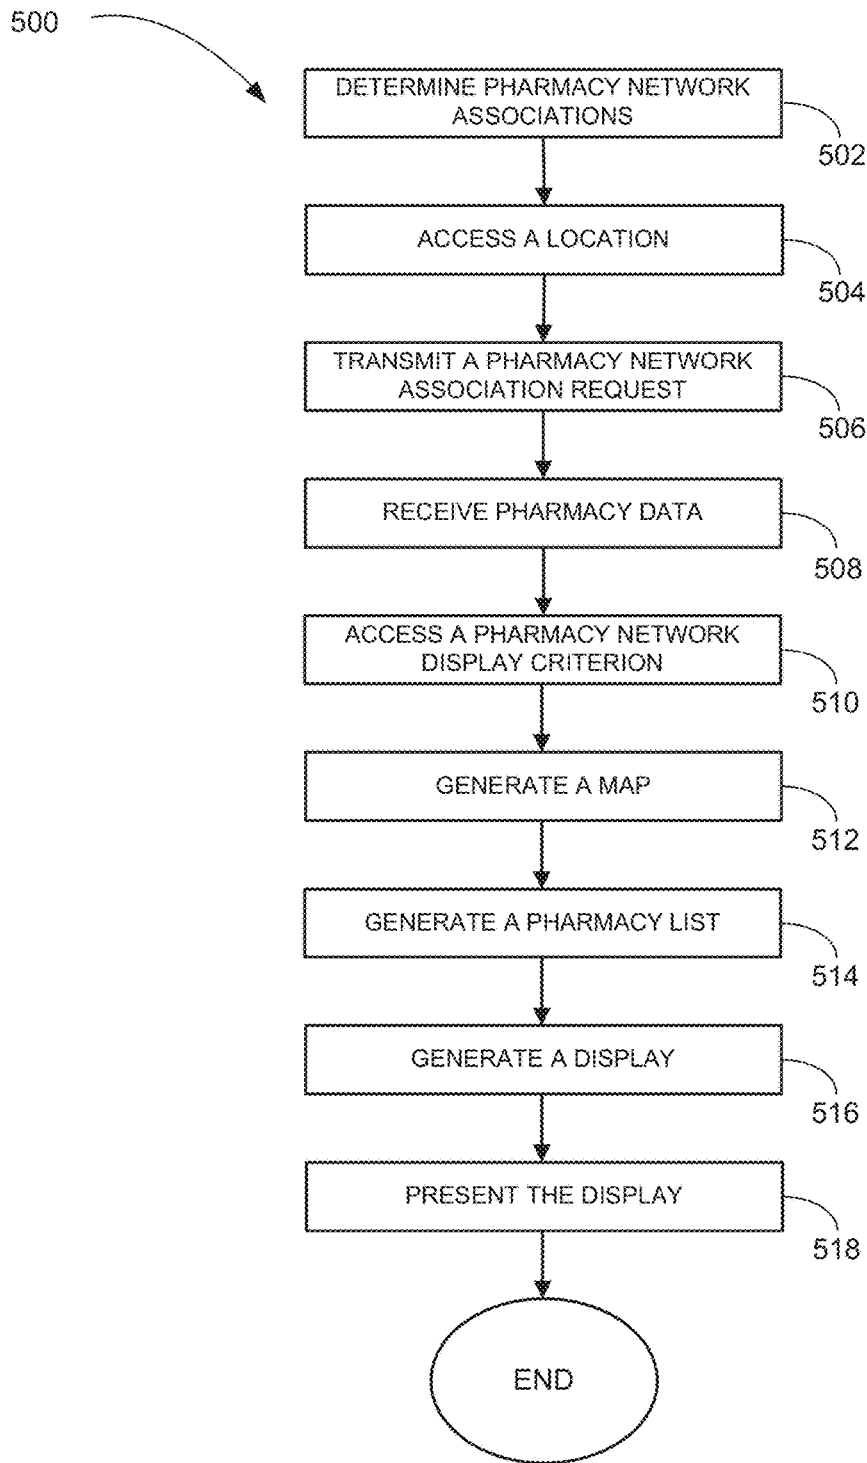 500
DETERMINE PHARMACY NETWORK
ASSOCIATIONS
502
ACCESS A LOCATION
504
TRANSMIT A PHARMACY NETWORK
ASSOCIATION REQUEST
506
RECEIVE PHARMACY DATA
508
ACCESS A PHARMACY NETWORK
DISPLAY CRITERION
510
GENERATE A MAP
512
GENERATE A PHARMACY LIST
514
GENERATE A DISPLAY
516
PRESENT THE DISPLAY
518
END